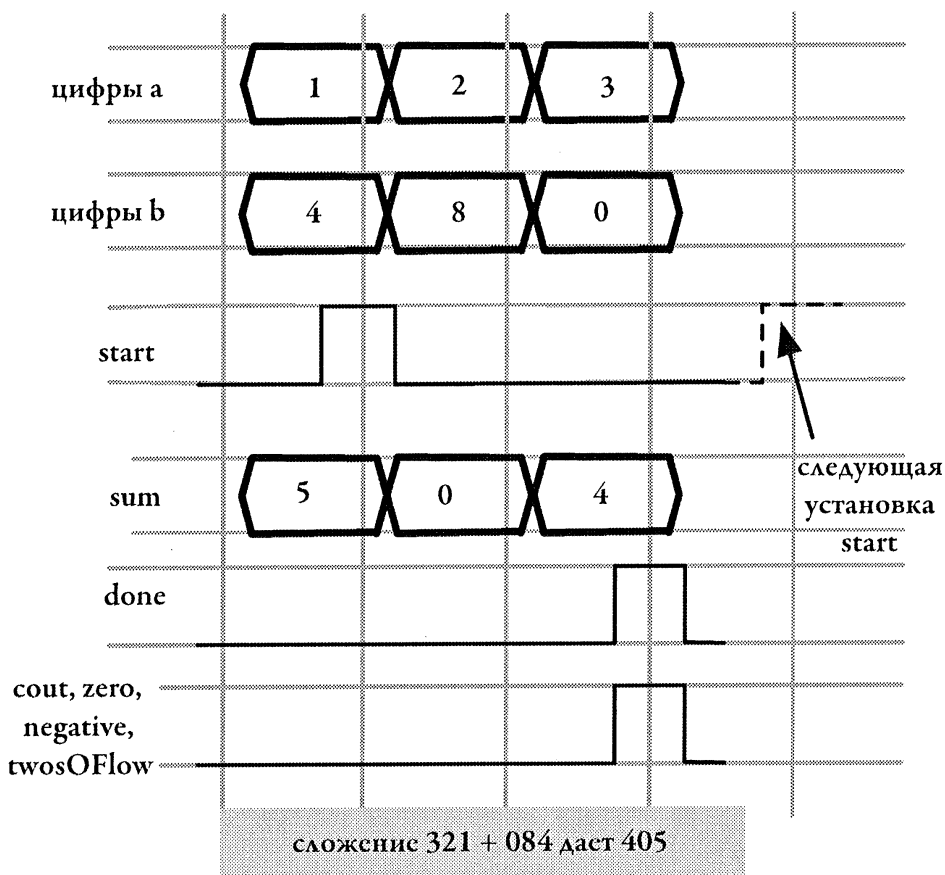 цифры a
1 2 3
цифры b
4 8 0
start
следующая
установка
start
sum
5 0 4
done
cout, zero,
negative,
twosOFlow
сложение 321 + 084 дает 405